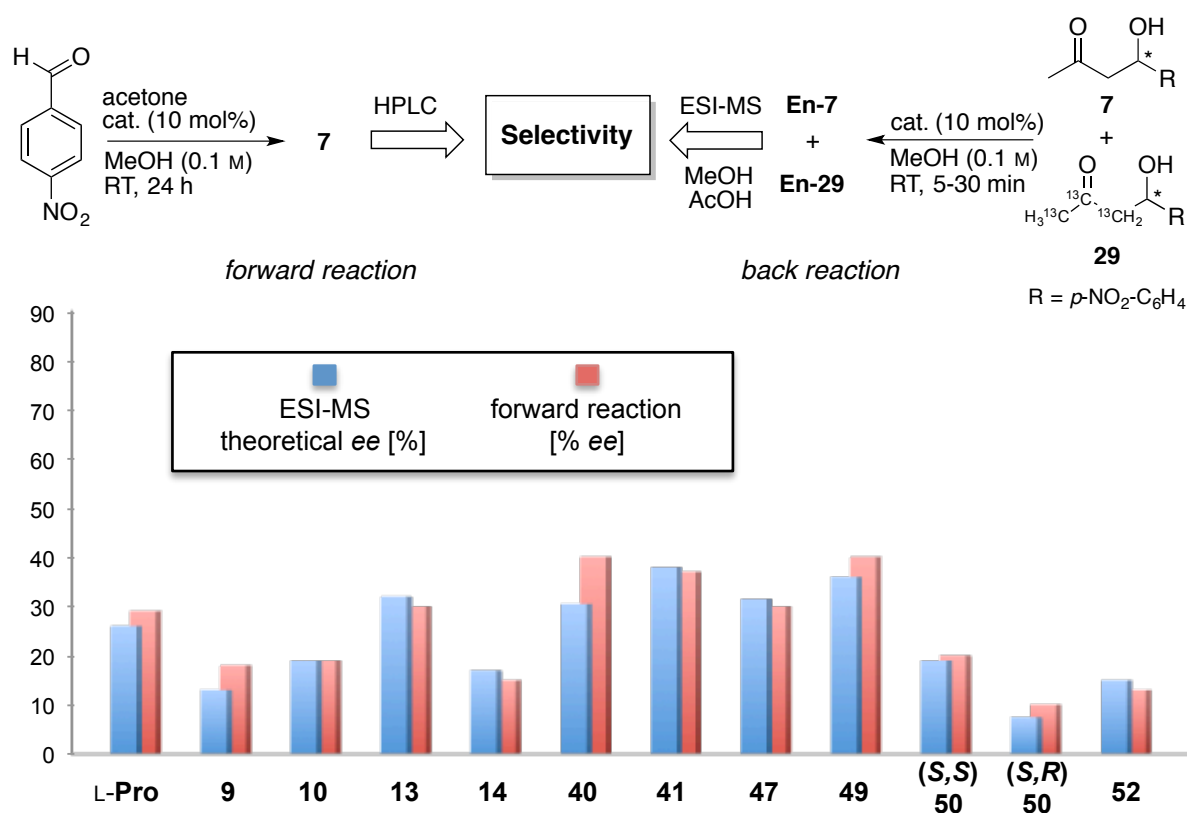 H
O
NO₂
acetone
cat. (10 mol%)
MeOH (0.1 M)
RT, 24 h
7
HPLC
Selectivity
ESI-MS
MeOH
AcOH
En-7
+
En-29
cat. (10 mol%)
MeOH (0.1 M)
RT, 5-30 min
O OH
*
R
7
+
O OH
¹³C *
H₃¹³C ¹³CH₂ R
29
R = p-NO₂-C₆H₄
forward reaction
back reaction
90
80
70
60
50
40
30
20
10
0
ESI-MS
theoretical ee [%]
forward reaction
[% ee]
L-Pro 9 10 13 14 40 41 47 49 (S,S) 50 (S,R) 50 52